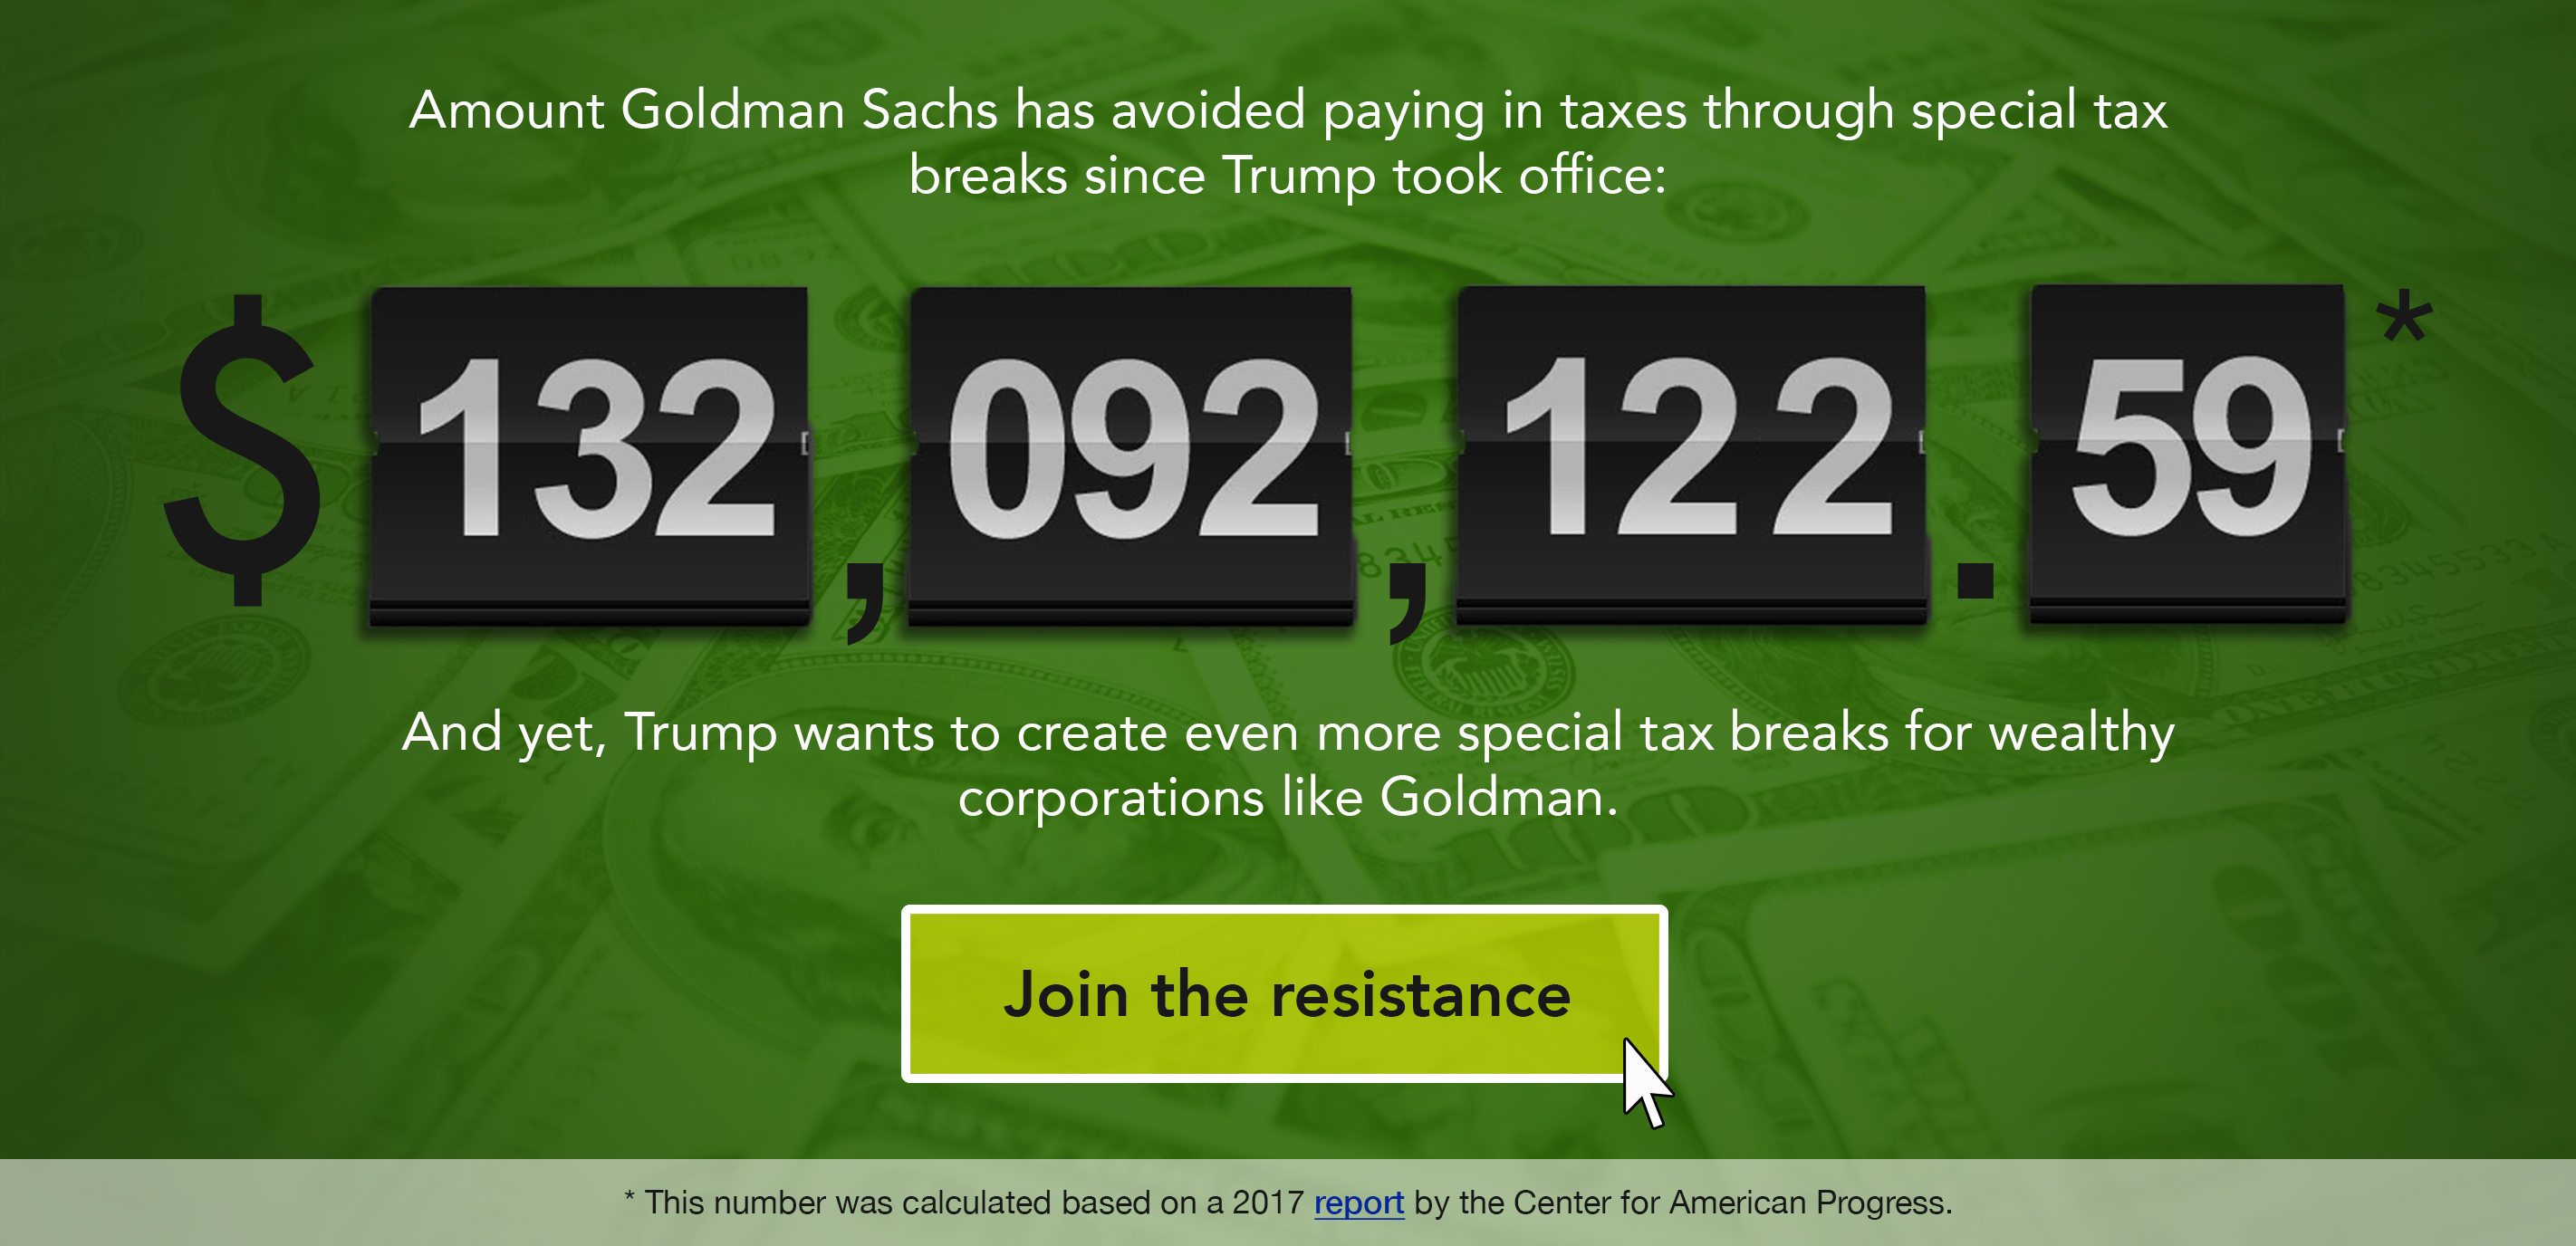 Amount Goldman Sachs has avoided paying in taxes through special tax
breaks since Trump took office:
$132,092,122.59*
And yet, Trump wants to create even more special tax breaks for wealthy
corporations like Goldman.
Join the resistance
* This number was calculated based on a 2017 report by the Center for American Progress.